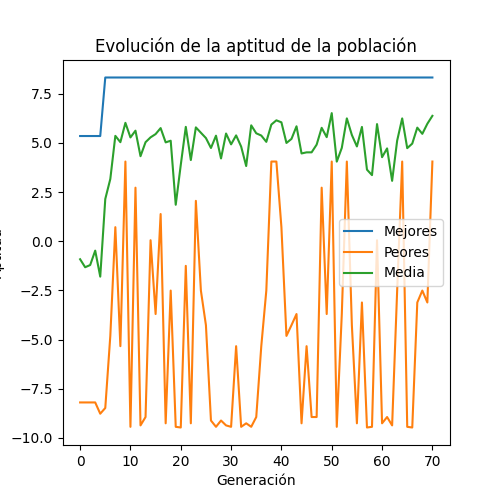 Evolución de la aptitud de la población
7.5
5.0
2.5
0.0
−2.5
−5.0
−7.5
−10.0
Mejores
Peores
Media
0 10 20 30 40 50 60 70
Generación